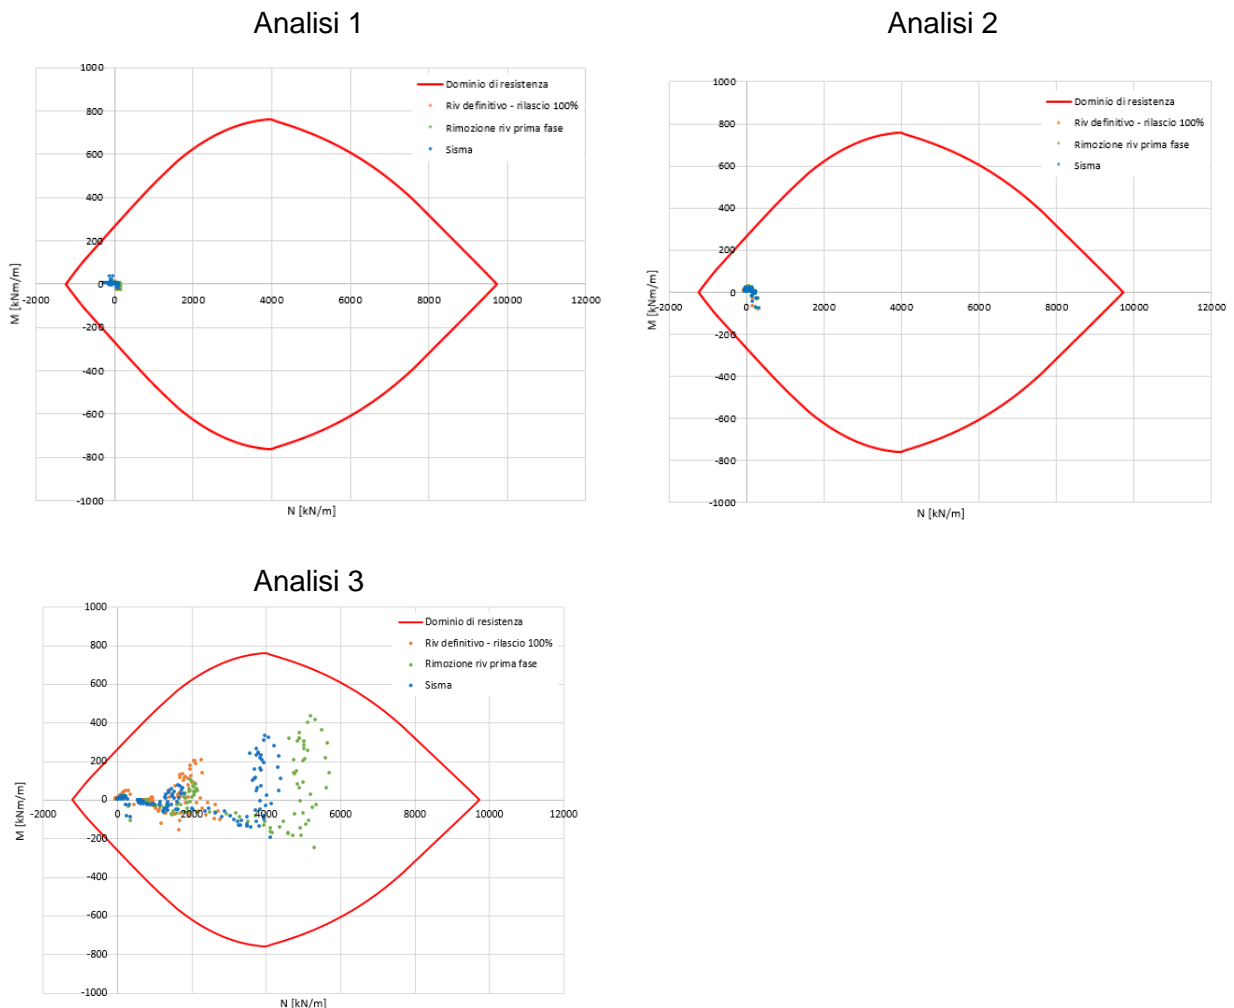 Analisi 1
1000
800
600
400
200
0
-200
-400
-600
-800
-1000
-2000 0 2000 4000 6000 8000 10000 12000
M [kNm/m]
N [kN/m]
Dominio di resistenza
Riv definitivo - rilascio 100%
Rimozione riv prima fase
Sisma
Analisi 2
1000
800
600
400
200
0
-200
-400
-600
-800
-1000
-2000 0 2000 4000 6000 8000 10000 12000
M [kNm/m]
N [kN/m]
Dominio di resistenza
Riv definitivo - rilascio 100%
Rimozione riv prima fase
Sisma
Analisi 3
1000
800
600
400
200
0
-200
-400
-600
-800
-1000
-2000 0 2000 4000 6000 8000 10000 12000
M [kNm/m]
N [kN/m]
Dominio di resistenza
Riv definitivo - rilascio 100%
Rimozione riv prima fase
Sisma